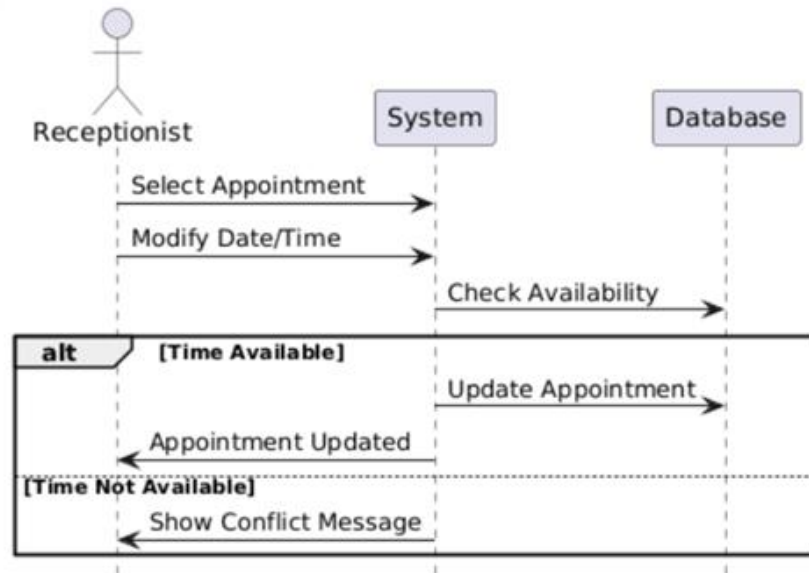 Receptionist
System
Database
Select Appointment
Modify Date/Time
Check Availability
alt
[Time Available]
Update Appointment
Appointment Updated
[Time Not Available]
Show Conflict Message